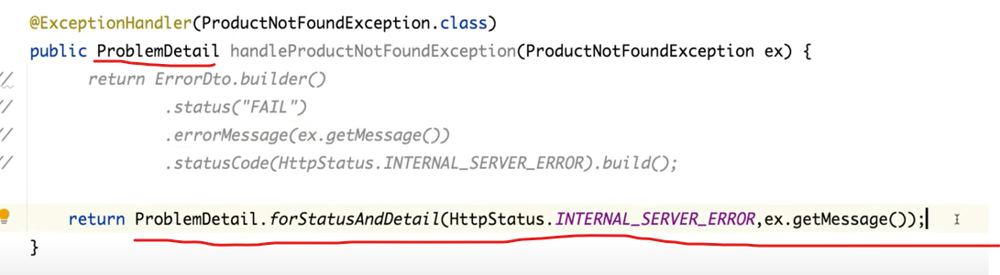 @ExceptionHandler(ProductNotFoundException.class)
public ProblemDetail handleProductNotFoundException(ProductNotFoundException ex) {
// return ErrorDto.builder()
// .status("FAIL")
// .errorMessage(ex.getMessage())
// .statusCode(HttpStatus.INTERNAL_SERVER_ERROR).build();
return ProblemDetail.forStatusAndDetail(HttpStatus.INTERNAL_SERVER_ERROR,ex.getMessage());
}